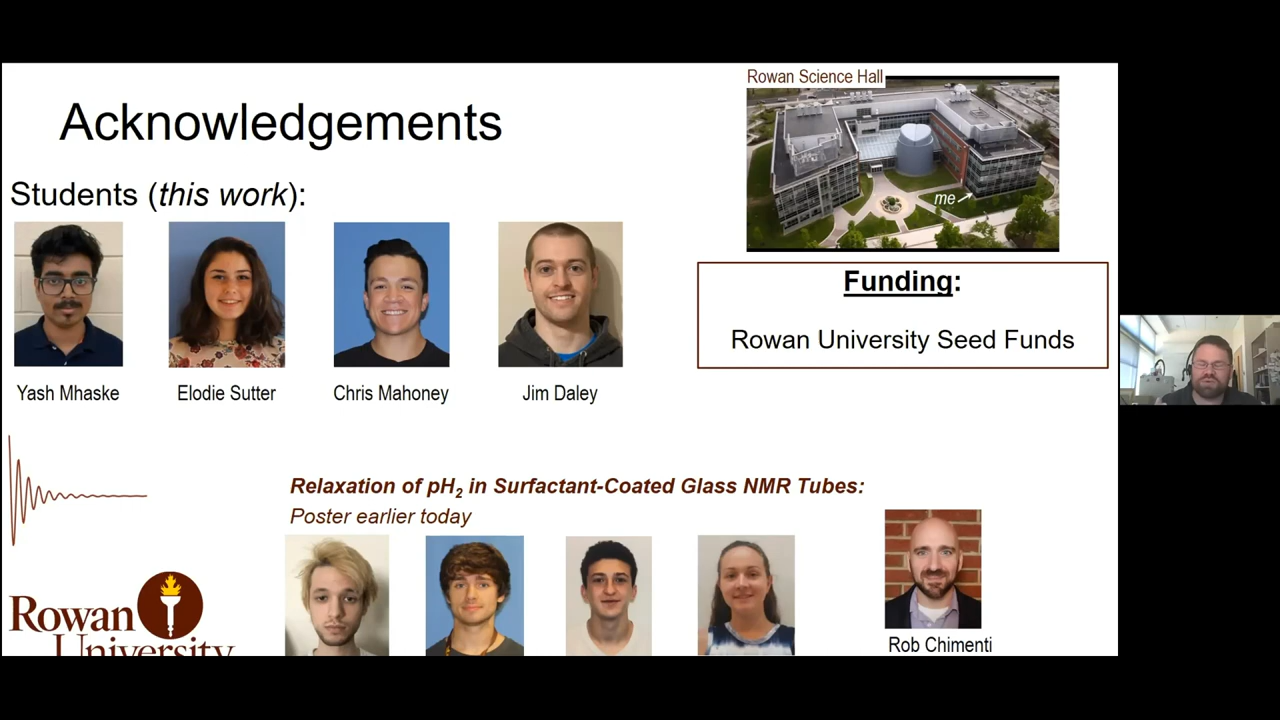 Rowan Science Hall
Acknowledgements
Students (this work):
me
Funding:
Rowan University Seed Funds
Yash Mhaske
Elodie Sutter
Chris Mahoney
Jim Daley
Relaxation of pH₂ in Surfactant-Coated Glass NMR Tubes:
Poster earlier today
Rob Chimenti
Rowan
University